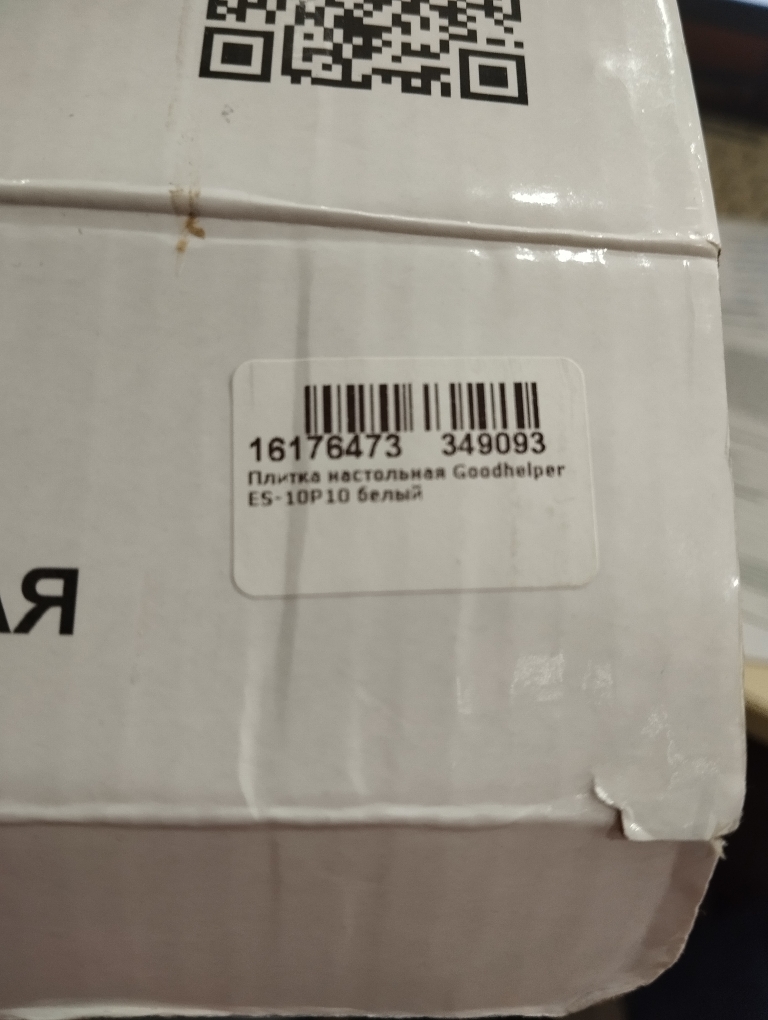 16176473 349093
Плитка настольная Goodhelper
ES-10P10 белый
АЯ